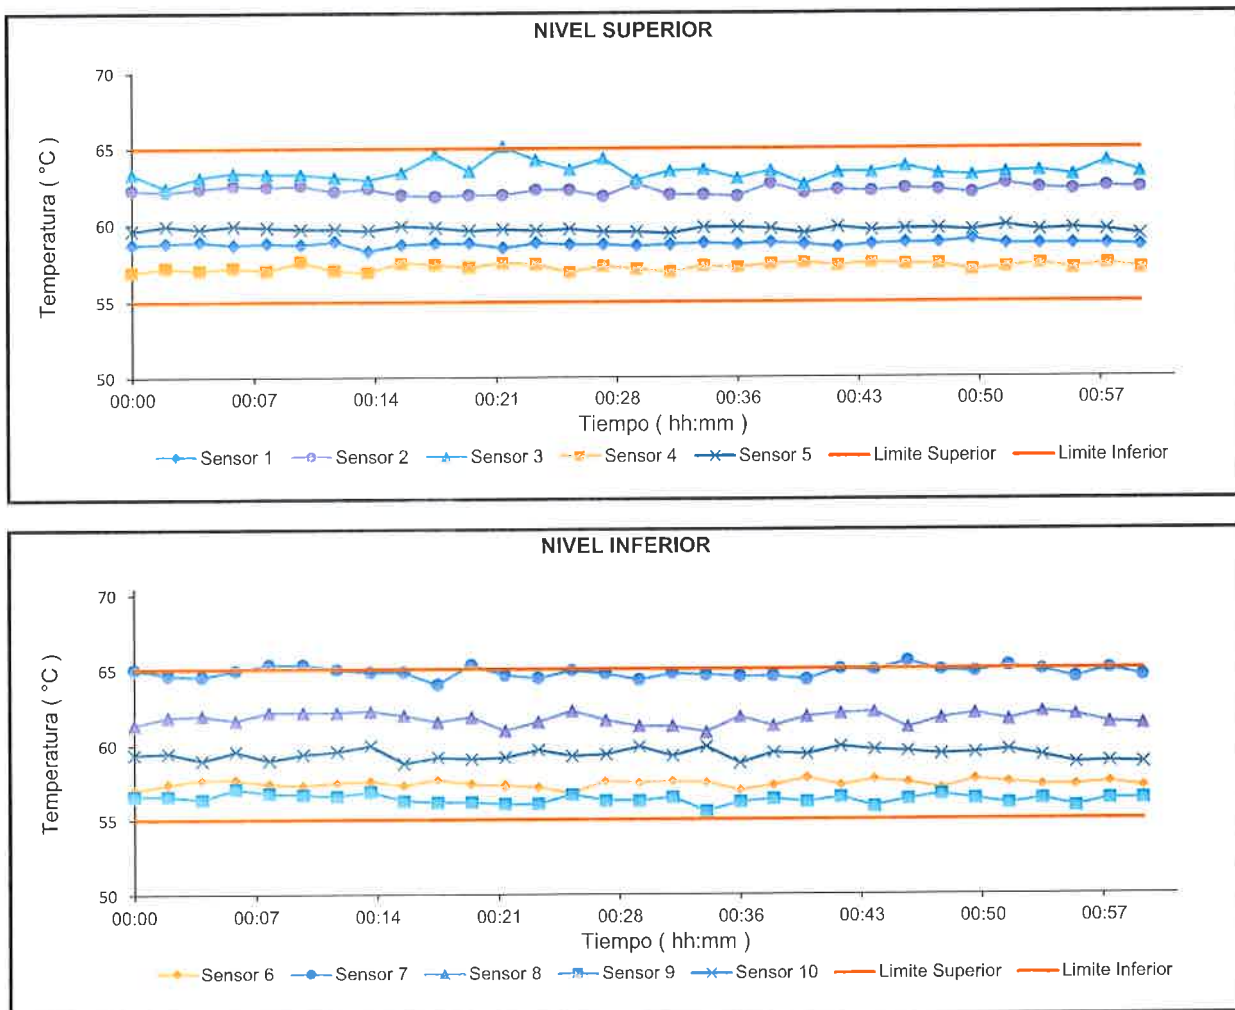 NIVEL SUPERIOR
70
65
60
55
50
Temperatura ( °C )
00:00 00:07 00:14 00:21 00:28 00:36 00:43 00:50 00:57
Tiempo ( hh:mm )
Sensor 1 Sensor 2 Sensor 3 Sensor 4 Sensor 5 Limite Superior Limite Inferior
NIVEL INFERIOR
70
65
60
55
50
Temperatura ( °C )
00:00 00:07 00:14 00:21 00:28 00:36 00:43 00:50 00:57
Tiempo ( hh:mm )
Sensor 6 Sensor 7 Sensor 8 Sensor 9 Sensor 10 Limite Superior Limite Inferior